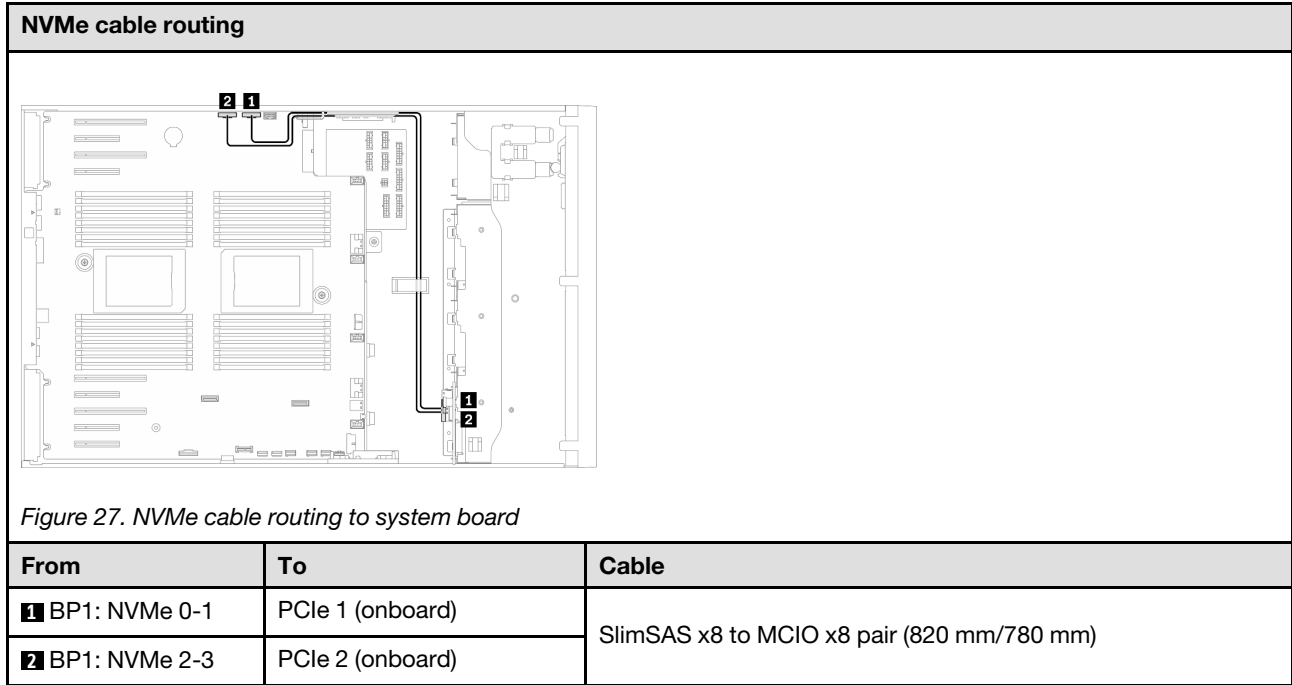 NVMe cable routing
2 1
1
2
Figure 27. NVMe cable routing to system board
From To Cable
1 BP1: NVMe 0-1 PCIe 1 (onboard) SlimSAS x8 to MCIO x8 pair (820 mm/780 mm)
2 BP1: NVMe 2-3 PCIe 2 (onboard)